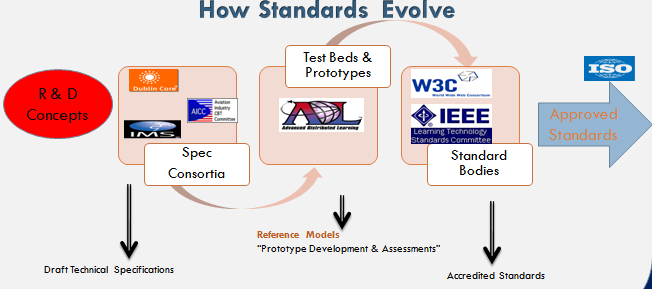 How Standards Evolve
R & D
Concepts
Dublin Core
Aviation
Industry
CBT
Committee
AICC
IMS
Spec
Consortia
Test Beds &
Prototypes
ADL
Advanced Distributed Learning
W3C
World Wide Web Consortium
IEEE
Learning Technology
Standards Committee
Standard
Bodies
ISO
Approved
Standards
Draft Technical Specifications
Reference Models
“Prototype Development & Assessments”
Accredited Standards